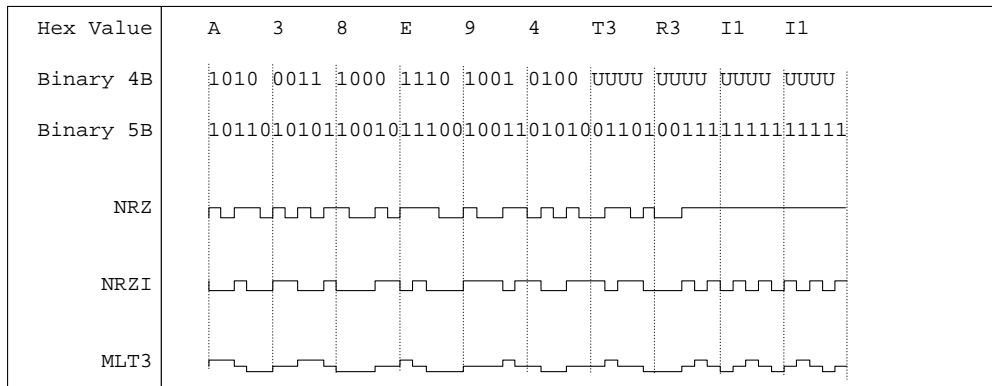 Hex Value A 3 8 E 9 4 T3 R3 I1 I1
Binary 4B 1010 0011 1000 1110 1001 0100 UUUU UUUU UUUU UUUU
Binary 5B 10110101011001011100100110101001101001111111111111
NRZ
NRZI
MLT3